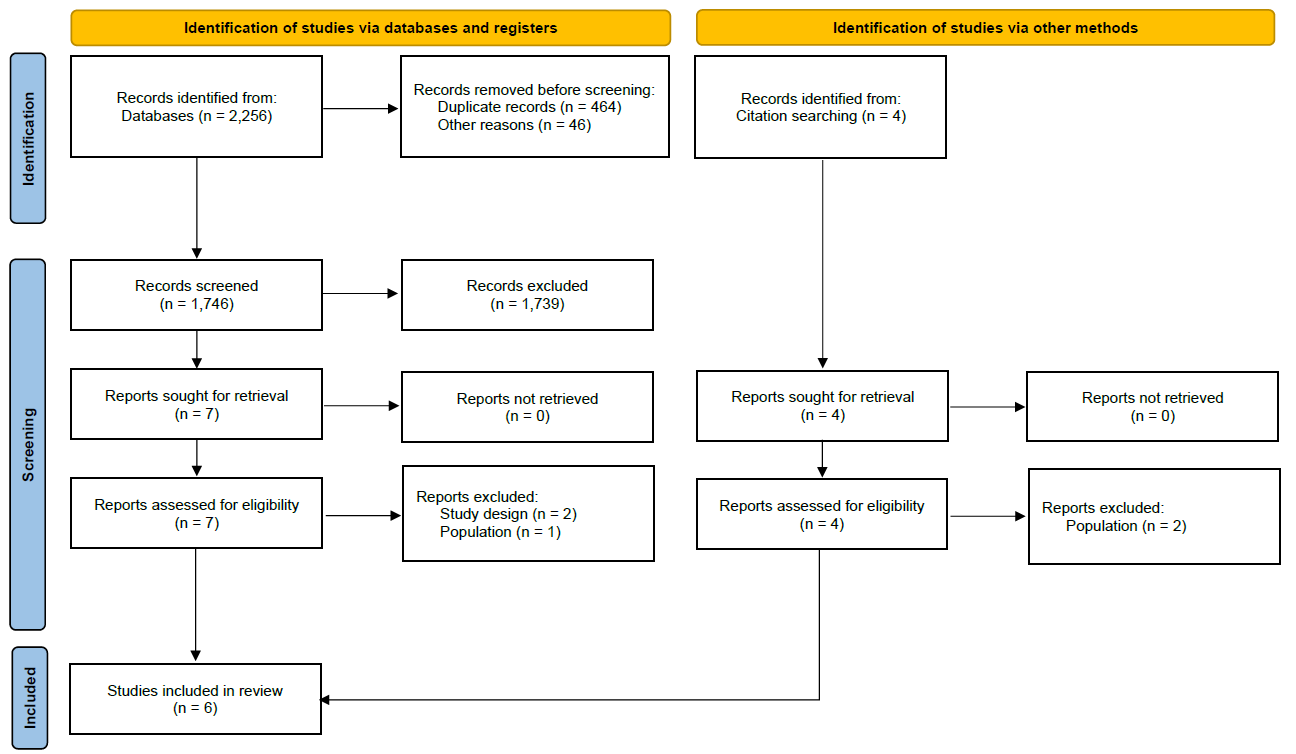 Identification of studies via databases and registers
Identification of studies via other methods
Identification
Records identified from:
Databases (n = 2,256)
Records removed before screening:
Duplicate records (n = 464)
Other reasons (n = 46)
Records identified from:
Citation searching (n = 4)
Screening
Records screened
(n = 1,746)
Records excluded
(n = 1,739)
Reports sought for retrieval
(n = 7)
Reports not retrieved
(n = 0)
Reports sought for retrieval
(n = 4)
Reports not retrieved
(n = 0)
Reports assessed for eligibility
(n = 7)
Reports excluded:
Study design (n = 2)
Population (n = 1)
Reports assessed for eligibility
(n = 4)
Reports excluded:
Population (n = 2)
Included
Studies included in review
(n = 6)